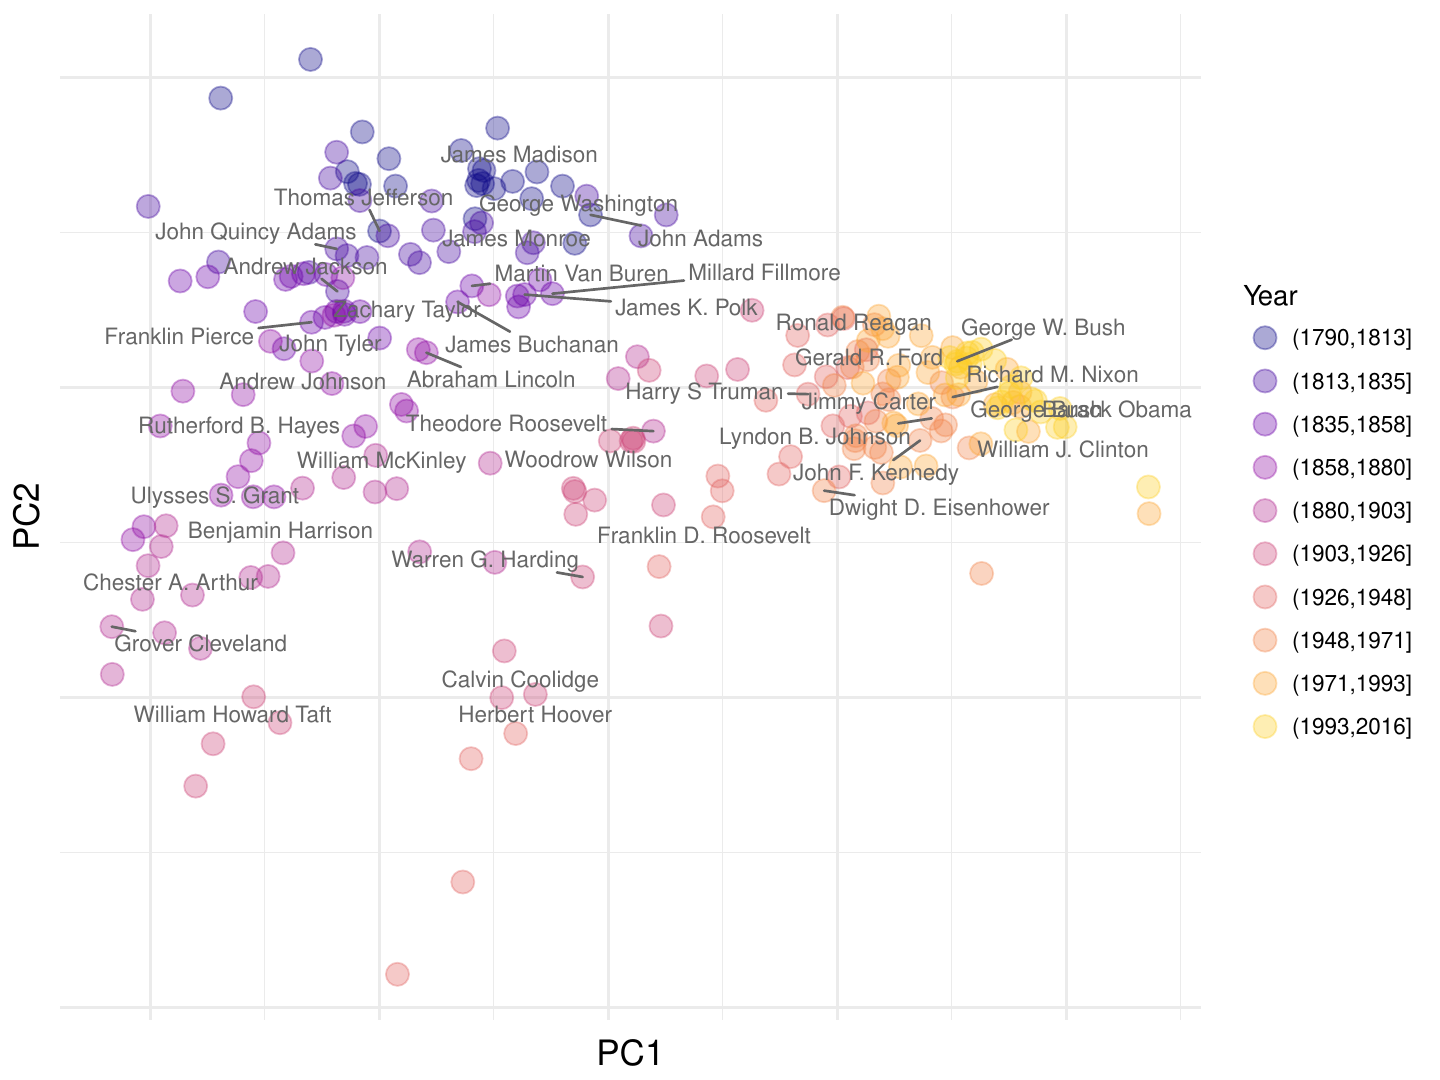 James Madison
Thomas Jefferson
George Washington
John Quincy Adams
James Monroe
John Adams
Andrew Jackson
Martin Van Buren
Millard Fillmore
Zachary Taylor
James K. Polk
Franklin Pierce
John Tyler
James Buchanan
Andrew Johnson
Abraham Lincoln
Ronald Reagan
George W. Bush
Gerald R. Ford
Richard M. Nixon
Harry S Truman
Jimmy Carter
George Bush
Barack Obama
Rutherford B. Hayes
Theodore Roosevelt
Lyndon B. Johnson
William J. Clinton
William McKinley
Woodrow Wilson
John F. Kennedy
Ulysses S. Grant
Dwight D. Eisenhower
Benjamin Harrison
Franklin D. Roosevelt
Warren G. Harding
Chester A. Arthur
Grover Cleveland
Calvin Coolidge
William Howard Taft
Herbert Hoover
PC2
PC1
Year
(1790,1813]
(1813,1835]
(1835,1858]
(1858,1880]
(1880,1903]
(1903,1926]
(1926,1948]
(1948,1971]
(1971,1993]
(1993,2016]